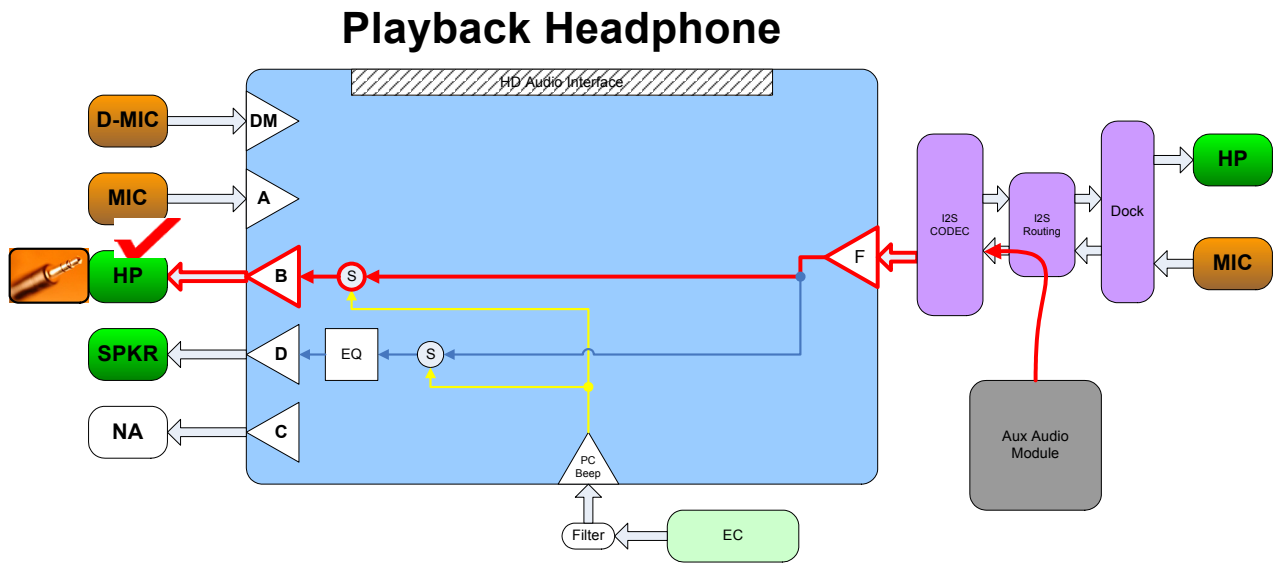 Playback Headphone
HD Audio Interface
D-MIC
DM
MIC
A
HP
B
S
SPKR
D
EQ
S
NA
C
PC
Beep
Filter
EC
F
I2S
CODEC
I2S
Routing
Dock
HP
MIC
Aux Audio
Module